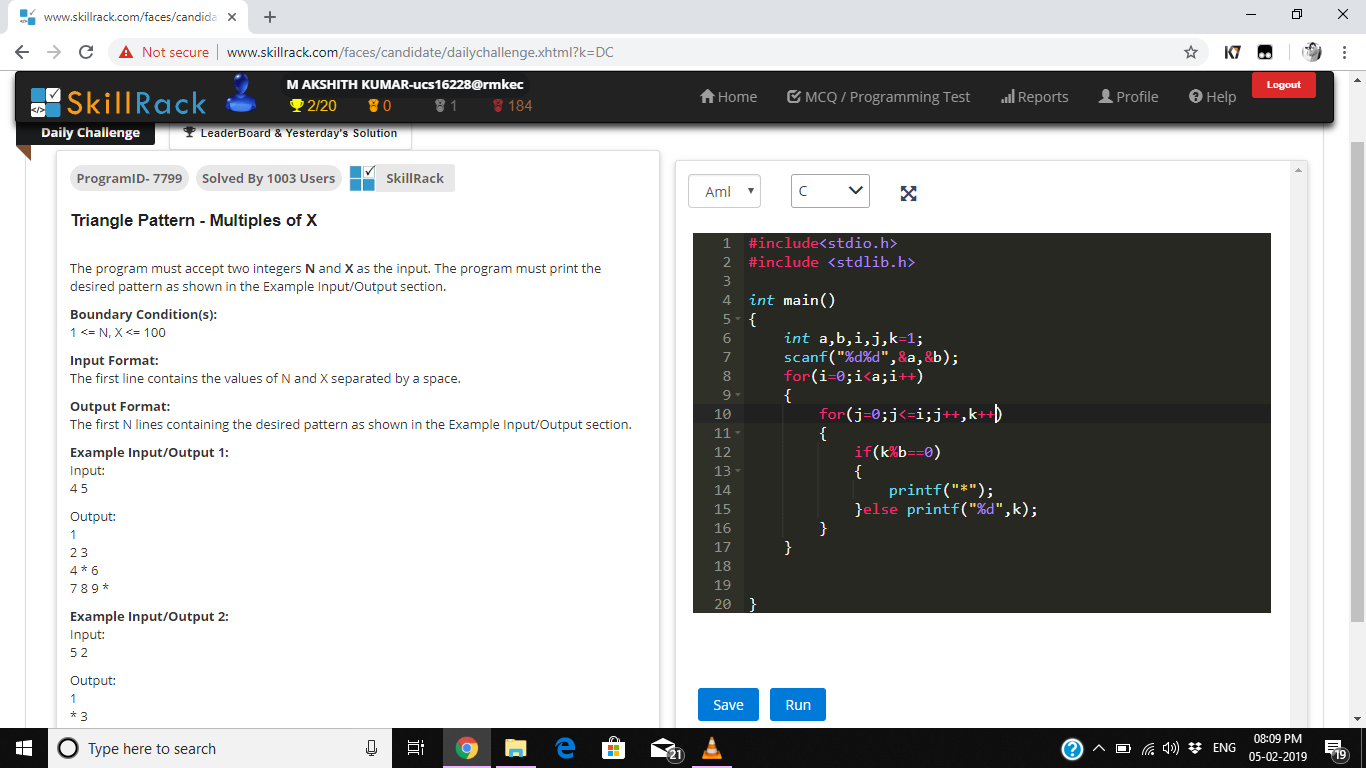 www.skillrack.com/faces/candida
Not secure | www.skillrack.com/faces/candidate/dailychallenge.xhtml?k=DC
SkillRack
M AKSHITH KUMAR-ucs16228@rmkec
2/20 0 1 184
Home
MCQ / Programming Test
Reports
Profile
Help
Logout
Daily Challenge
LeaderBoard & Yesterday's Solution
ProgramID- 7799
Solved By 1003 Users
SkillRack
Triangle Pattern - Multiples of X
The program must accept two integers N and X as the input. The program must print the
desired pattern as shown in the Example Input/Output section.
Boundary Condition(s):
1 <= N, X <= 100
Input Format:
The first line contains the values of N and X separated by a space.
Output Format:
The first N lines containing the desired pattern as shown in the Example Input/Output section.
Example Input/Output 1:
Input:
4 5
Output:
1
2 3
4 * 6
7 8 9 *
Example Input/Output 2:
Input:
5 2
Output:
1
* 3
Ambi
C
1 #include<stdio.h>
2 #include <stdlib.h>
3
4 int main()
5 {
6 int a,b,i,j,k=1;
7 scanf("%d%d",&a,&b);
8 for(i=0;i<a;i++)
9 {
10 for(j=0;j<=i;j++,k++)
11 {
12 if(k%b==0)
13 {
14 printf("*");
15 }else printf("%d",k);
16 }
17 }
18
19
20 }
Save
Run
Type here to search
21
ENG
08:09 PM
05-02-2019
19